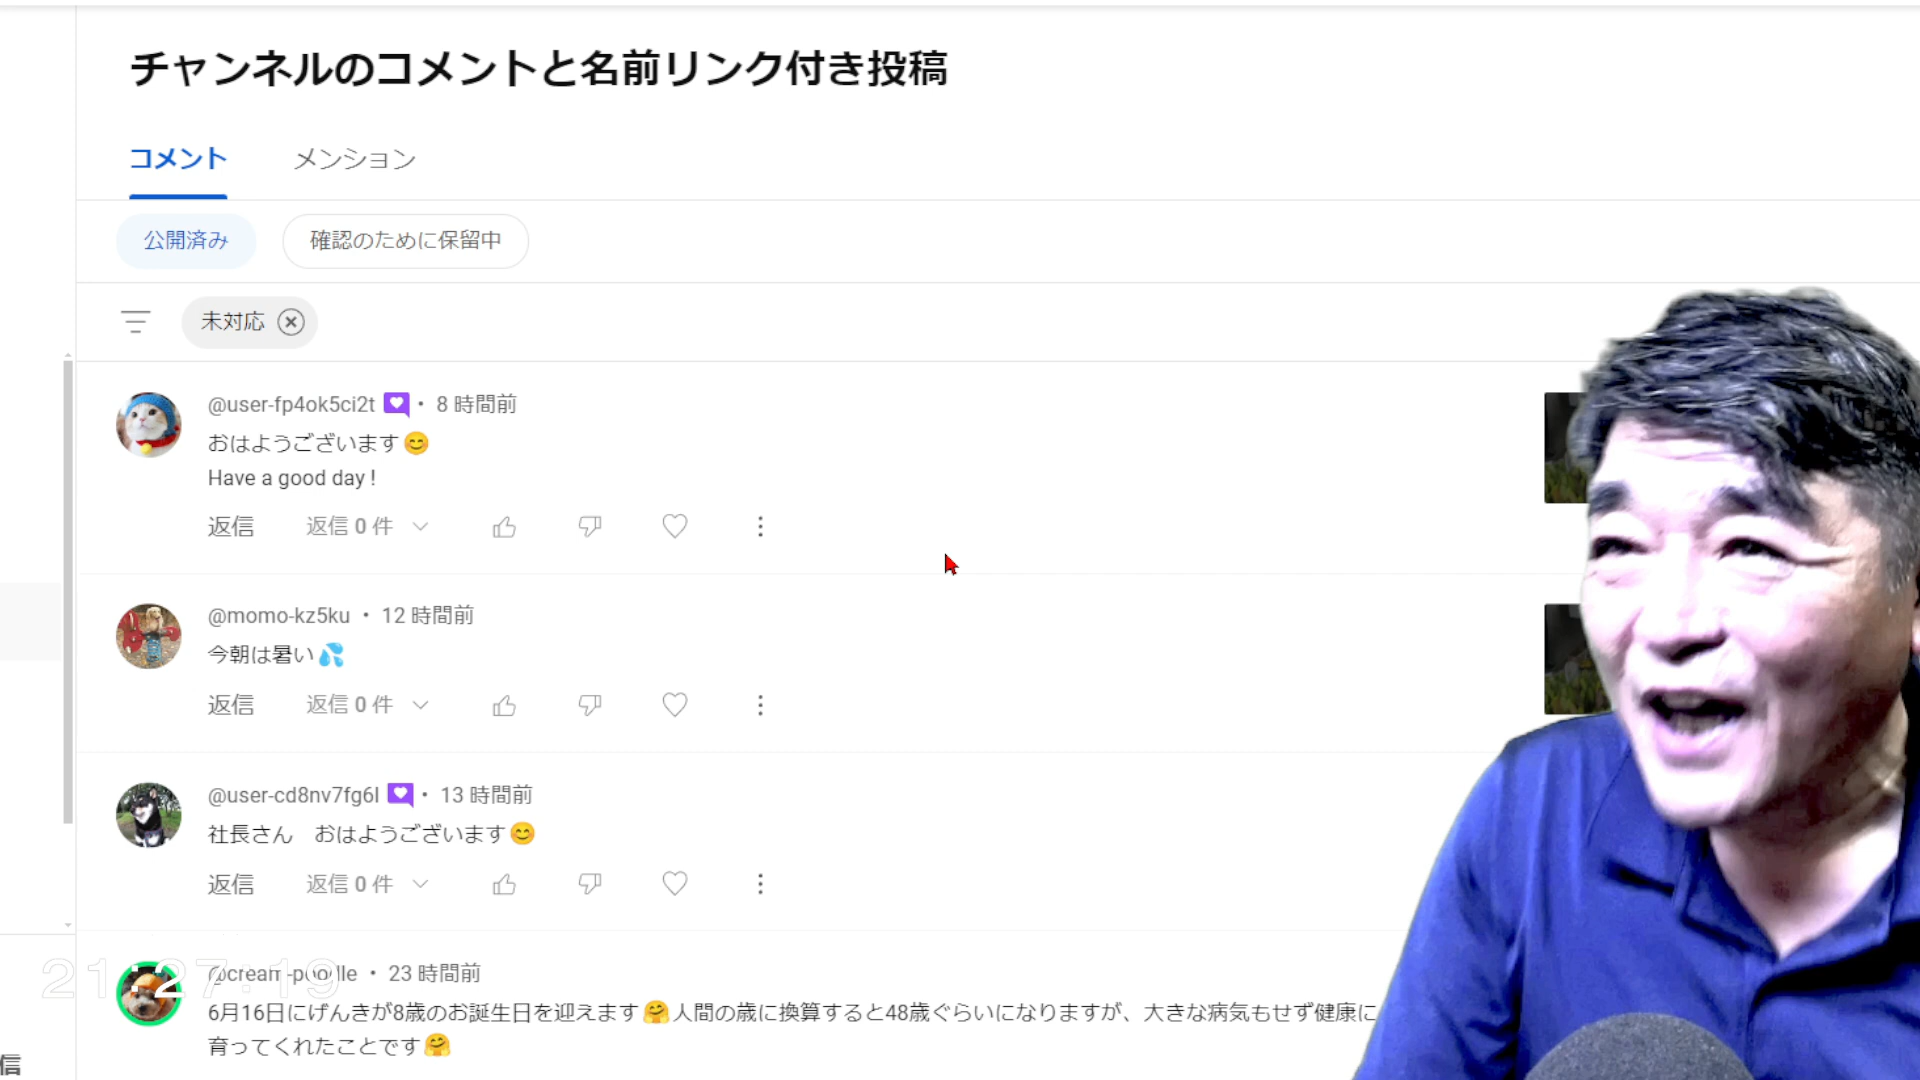 チャンネルのコメントと名前リンク付き投稿
コメント メンション
公開済み 確認のために保留中
未対応
@user-fp4ok5ci2t • 8 時間前
おはようございます😊
Have a good day !
返信 返信 0 件
@momo-kz5ku • 12 時間前
今朝は暑い💦
返信 返信 0 件
@user-cd8nv7fg6l • 13 時間前
社長さん　おはようございます😊
返信 返信 0 件
@cream-poodle • 23 時間前
21:27:19
6月16日にげんきが8歳のお誕生日を迎えます🤗人間の歳に換算すると48歳ぐらいになりますが、大きな病気もせず健康に
育ってくれたことです🤗
信